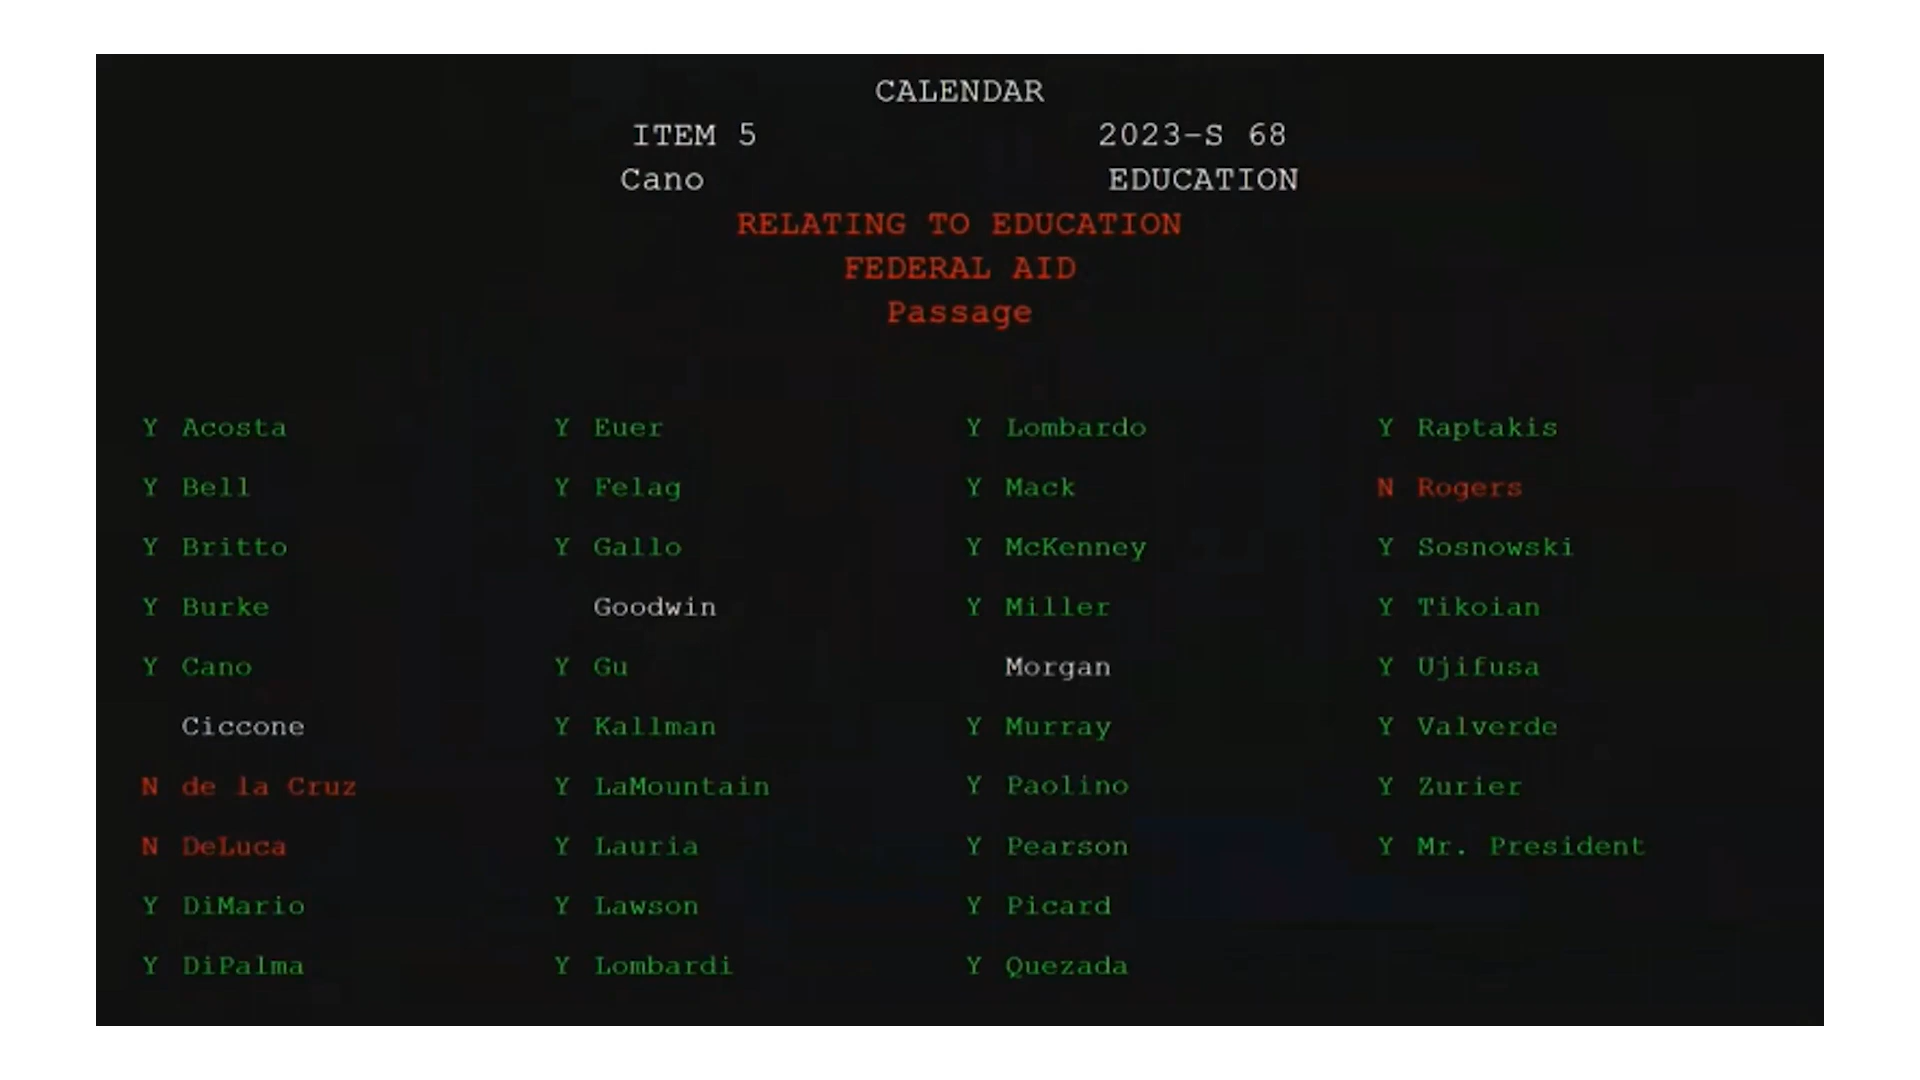 CALENDAR
ITEM 5 2023-S 68
Cano EDUCATION
RELATING TO EDUCATION
FEDERAL AID
Passage
Y Acosta Y Euer Y Lombardo Y Raptakis
Y Bell Y Felag Y Mack N Rogers
Y Britto Y Gallo Y McKenney Y Sosnowski
Y Burke Goodwin Y Miller Y Tikoian
Y Cano Y Gu Morgan Y Ujifusa
Ciccone Y Kallman Y Murray Y Valverde
N de la Cruz Y LaMountain Y Paolino Y Zurier
N DeLuca Y Lauria Y Pearson Y Mr. President
Y DiMario Y Lawson Y Picard
Y DiPalma Y Lombardi Y Quezada